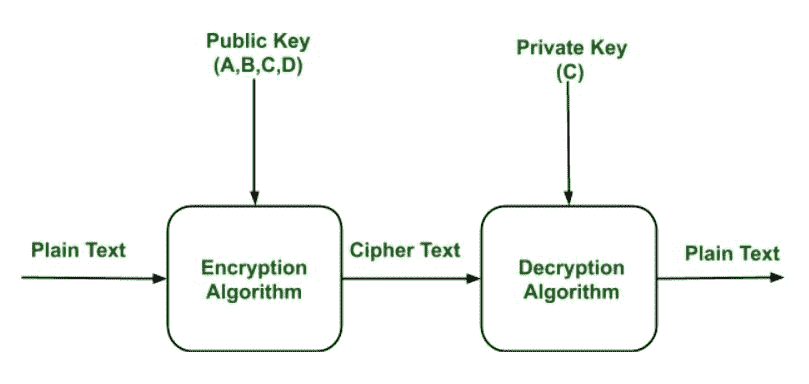 Public Key
(A,B,C,D)
Private Key
(C)
Plain Text
Encryption
Algorithm
Cipher Text
Decryption
Algorithm
Plain Text